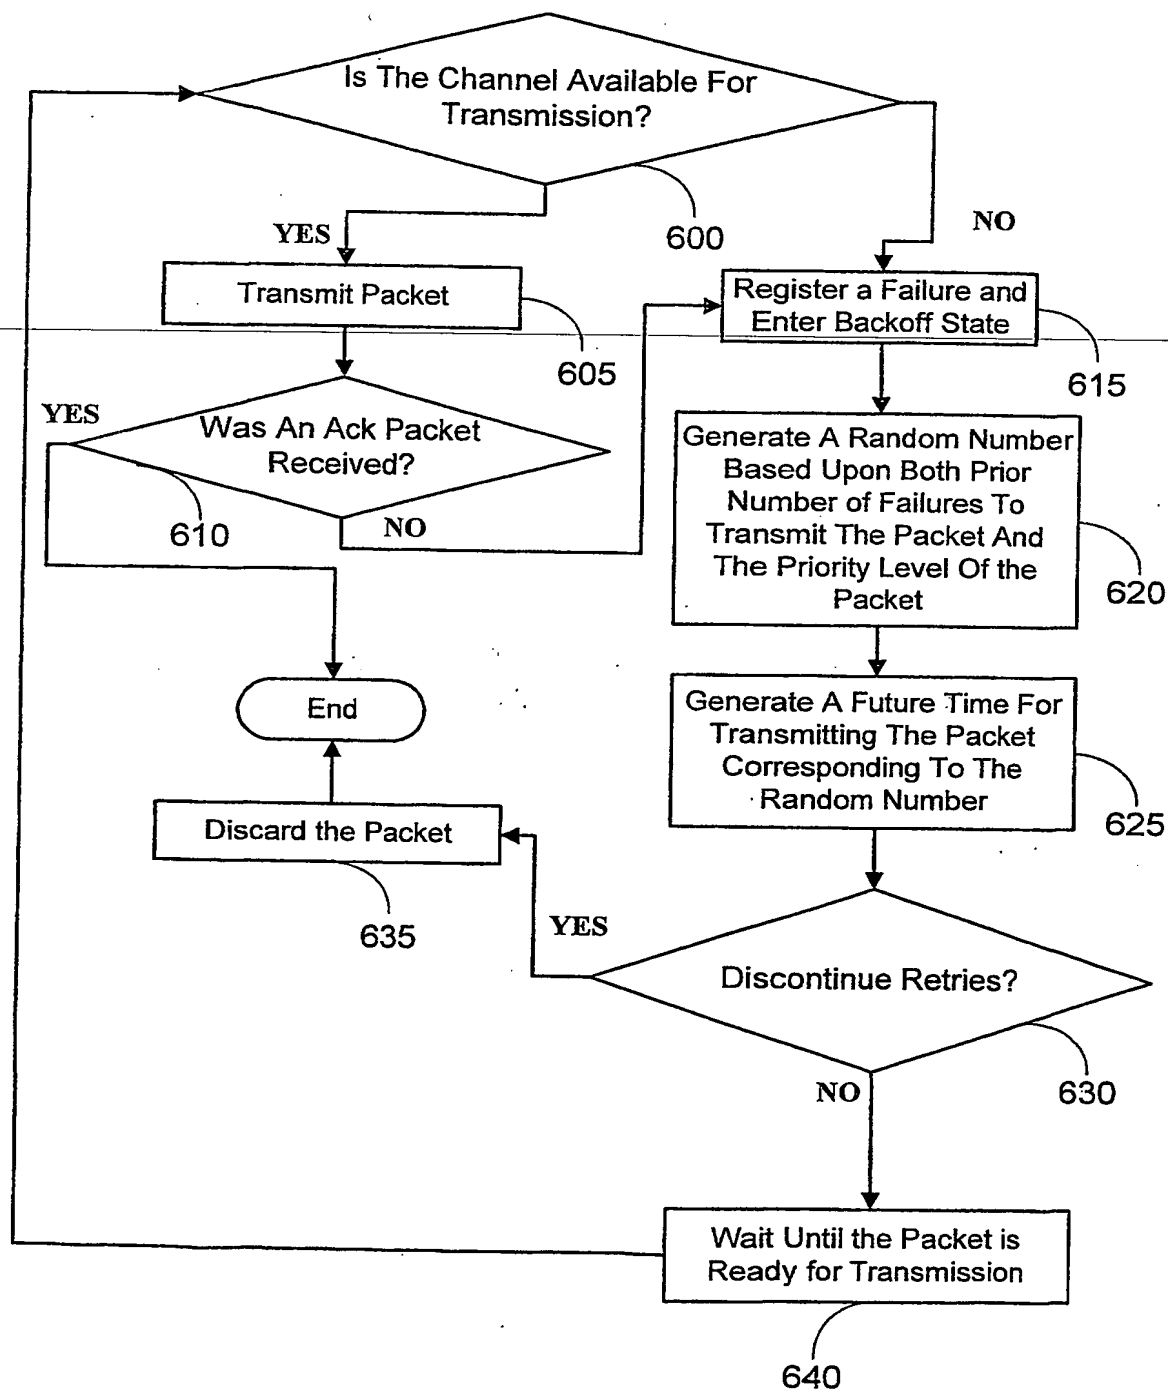 Is The Channel Available For
Transmission?
600
YES
NO
Transmit Packet
605
Register a Failure and
Enter Backoff State
615
YES
Was An Ack Packet
Received?
610
NO
Generate A Random Number
Based Upon Both Prior
Number of Failures To
Transmit The Packet And
The Priority Level Of the
Packet
620
End
Generate A Future Time For
Transmitting The Packet
Corresponding To The
Random Number
625
Discard the Packet
635
YES
Discontinue Retries?
630
NO
Wait Until the Packet is
Ready for Transmission
640